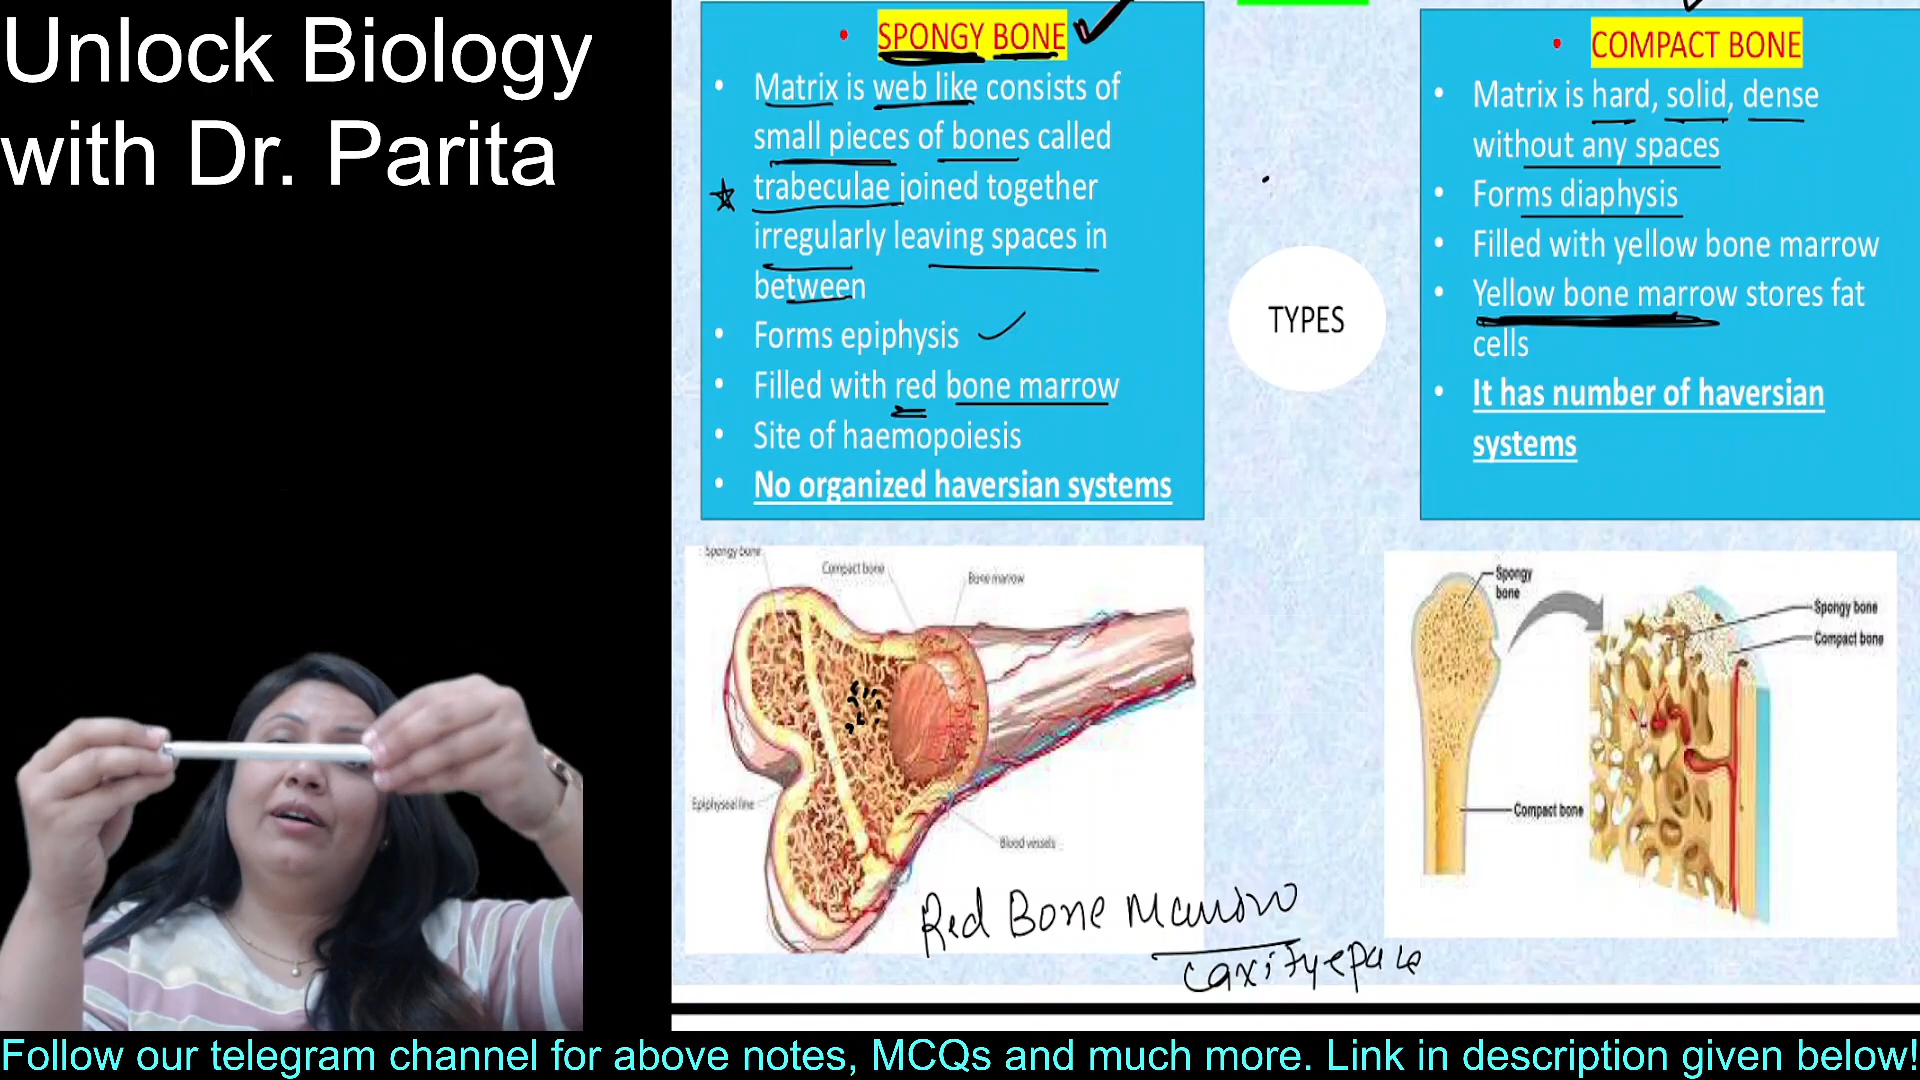 Unlock Biology
with Dr. Parita
• SPONGY BONE
• Matrix is web like consists of
small pieces of bones called
trabeculae joined together
irregularly leaving spaces in
between
• Forms epiphysis
• Filled with red bone marrow
• Site of haemopoiesis
• No organized haversian systems
TYPES
• COMPACT BONE
• Matrix is hard, solid, dense
without any spaces
• Forms diaphysis
• Filled with yellow bone marrow
• Yellow bone marrow stores fat
cells
• It has number of haversian
systems
Spongy bone
Compact bone
Bone marrow
Epiphyseal line
Blood vessels
Spongy
bone
Compact bone
Spongy bone
Compact bone
Red Bone Marrow
Follow our telegram channel for above notes, MCQs and much more. Link in description given below!